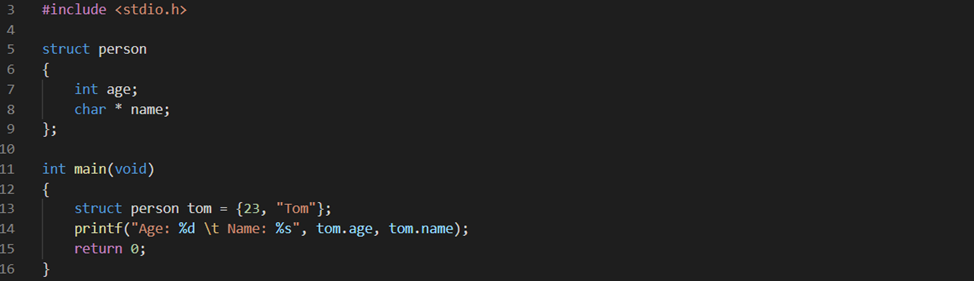 3 #include <stdio.h>
4
5 struct person
6 {
7     int age;
8     char * name;
9 };
10
11 int main(void)
12 {
13     struct person tom = {23, "Tom"};
14     printf("Age: %d \t Name: %s", tom.age, tom.name);
15     return 0;
16 }